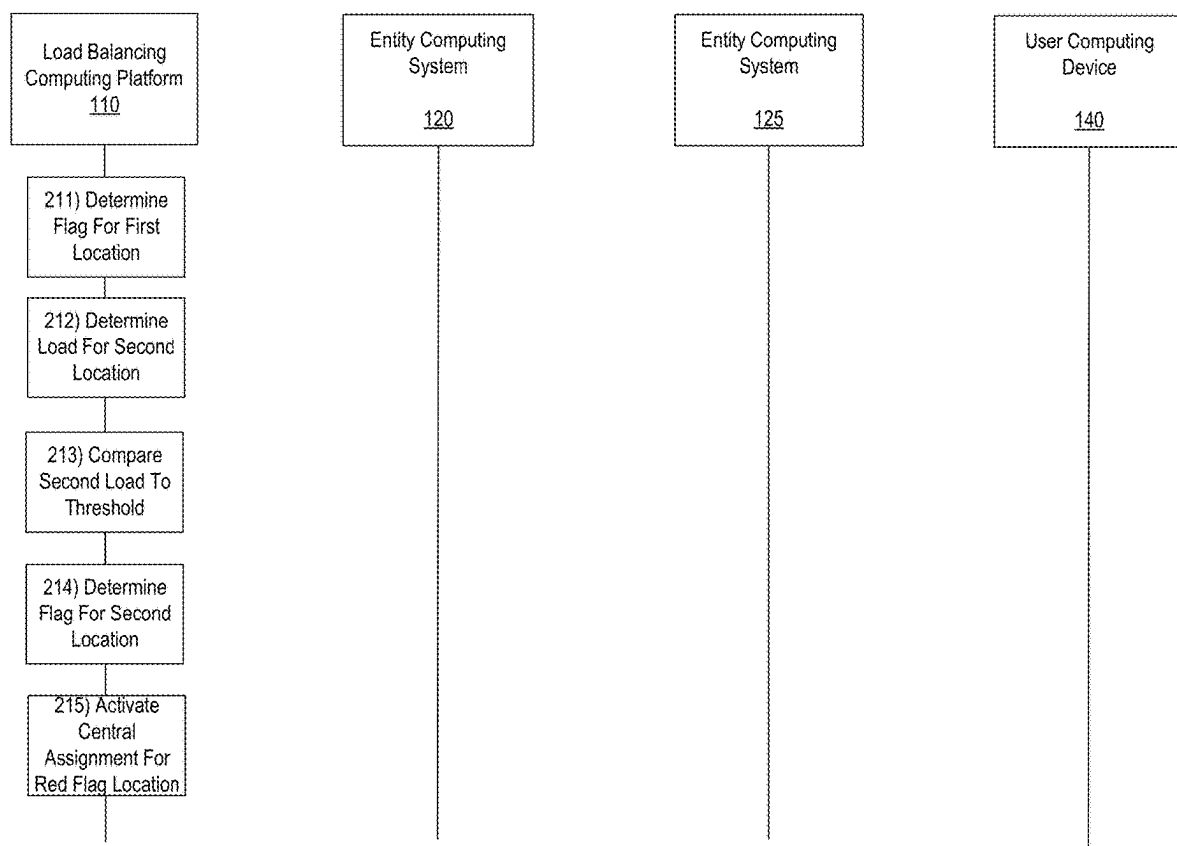 Load Balancing
Computing Platform
110
Entity Computing
System
120
Entity Computing
System
125
User Computing
Device
140
211) Determine
Flag For First
Location
212) Determine
Load For Second
Location
213) Compare
Second Load To
Threshold
214) Determine
Flag For Second
Location
215) Activate
Central
Assignment For
Red Flag Location